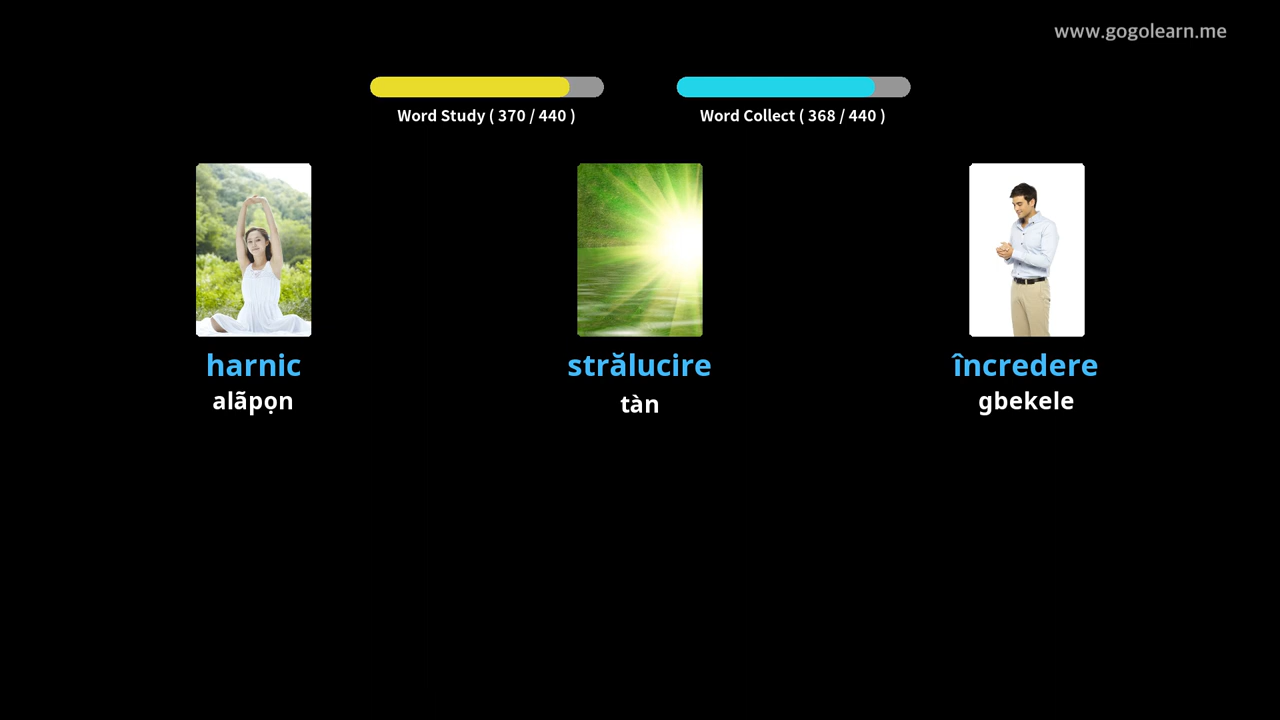 www.gogolearn.me
Word Study ( 370 / 440 )
Word Collect ( 368 / 440 )
harnic
strălucire
încredere
alãpọn
tàn
gbekele